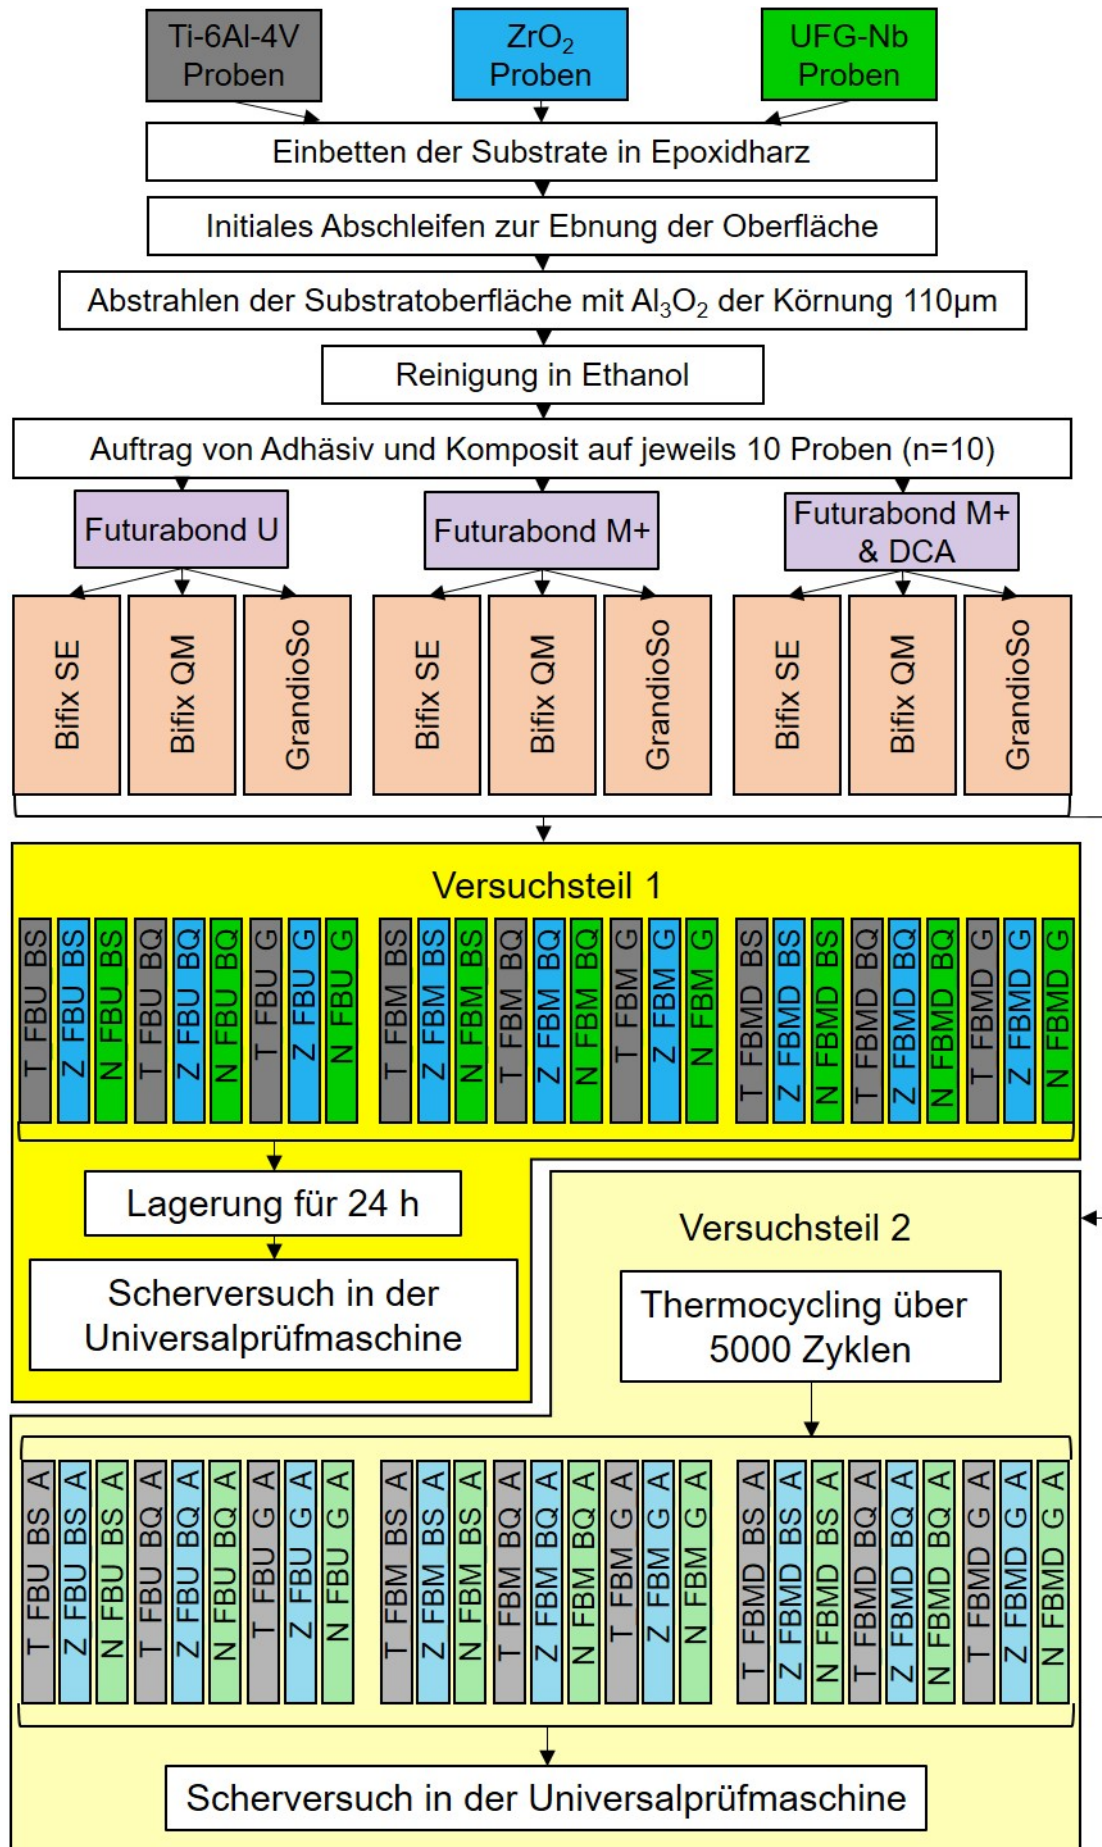 Ti-6Al-4V
Proben
ZrO₂
Proben
UFG-Nb
Proben
Einbetten der Substrate in Epoxidharz
Initiales Abschleifen zur Ebnung der Oberfläche
Abstrahlen der Substratoberfläche mit Al₃O₂ der Körnung 110µm
Reinigung in Ethanol
Auftrag von Adhäsiv und Komposit auf jeweils 10 Proben (n=10)
Futurabond U
Futurabond M+
Futurabond M+
& DCA
Bifix SE
Bifix QM
GrandioSo
Bifix SE
Bifix QM
GrandioSo
Bifix SE
Bifix QM
GrandioSo
Versuchsteil 1
T FBU BS
Z FBU BS
N FBU BS
T FBU BQ
Z FBU BQ
N FBU BQ
T FBU G
Z FBU G
N FBU G
T FBM BS
Z FBM BS
N FBM BS
T FBM BQ
Z FBM BQ
N FBM BQ
T FBM G
Z FBM G
N FBM G
T FBMD BS
Z FBMD BS
N FBMD BS
T FBMD BQ
Z FBMD BQ
N FBMD BQ
T FBMD G
Z FBMD G
N FBMD G
Lagerung für 24 h
Scherversuch in der
Universalprüfmaschine
Versuchsteil 2
Thermocycling über
5000 Zyklen
T FBU BS A
Z FBU BS A
N FBU BS A
T FBU BQ A
Z FBU BQ A
N FBU BQ A
T FBU G A
Z FBU G A
N FBU G A
T FBM BS A
Z FBM BS A
N FBM BS A
T FBM BQ A
Z FBM BQ A
N FBM BQ A
T FBM G A
Z FBM G A
N FBM G A
T FBMD BS A
Z FBMD BS A
N FBMD BS A
T FBMD BQ A
Z FBMD BQ A
N FBMD BQ A
T FBMD G A
Z FBMD G A
N FBMD G A
Scherversuch in der Universalprüfmaschine